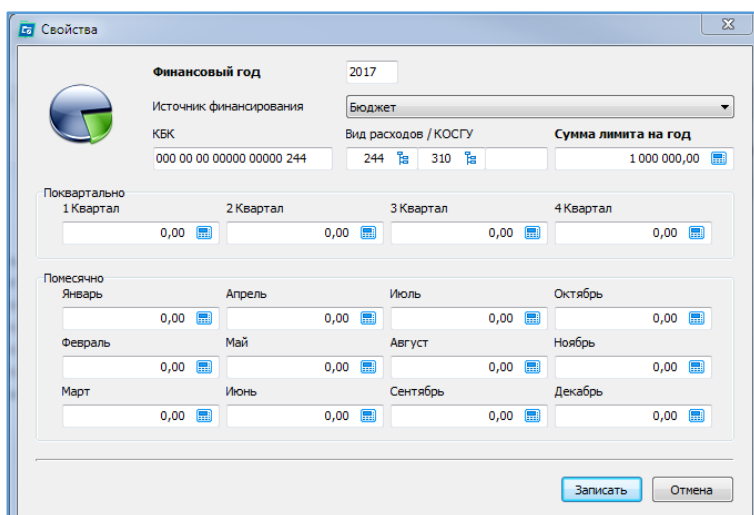 Свойства
Финансовый год 2017
Источник финансирования Бюджет
КБК Вид расходов / КОСГУ Сумма лимита на год
000 00 00 00000 00000 244 244 310 1 000 000,00
Поквартально
1 Квартал 2 Квартал 3 Квартал 4 Квартал
0,00 0,00 0,00 0,00
Помесячно
Январь Апрель Июль Октябрь
0,00 0,00 0,00 0,00
Февраль Май Август Ноябрь
0,00 0,00 0,00 0,00
Март Июнь Сентябрь Декабрь
0,00 0,00 0,00 0,00
Записать Отмена